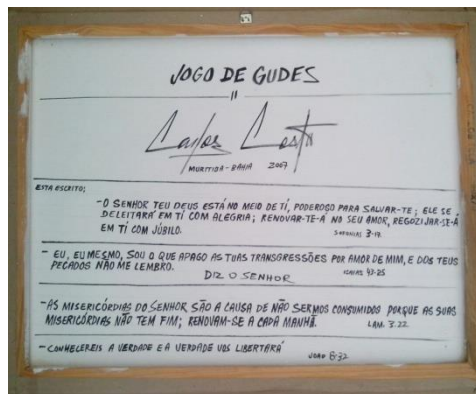 JOGO DE GUDES
II
Carlos Costa
MURITIBA - BAHIA 2007
ESTÁ ESCRITO;
- O SENHOR TEU DEUS ESTÁ NO MEIO DE TÍ, PODEROSO PARA SALVAR-TE; ELE SE
DELEITARÁ EM TÍ COM ALEGRIA; RENOVAR-TE-Á NO SEU AMOR, REGOZIJAR-SE-Á
EM TÍ COM JÚBILO. SOFONIAS 3-17.
- EU, EU MESMO, SOU O QUE APAGO AS TUAS TRANSGRESSÕES POR AMOR DE MIM, E DOS TEUS
PECADOS NÃO ME LEMBRO. ISAIAS 43-25
DIZ O SENHOR
- AS MISERICÓRDIAS DO SENHOR SÃO A CAUSA DE NÃO SERMOS CONSUMIDOS PORQUE AS SUAS
MISERICÓRDIAS NÃO TEM FIM; RENOVAM-SE A CADA MANHÃ. LAM. 3.22
- CONHECEREIS A VERDADE E A VERDADE VOS LIBERTARÁ JOÃO 8:32